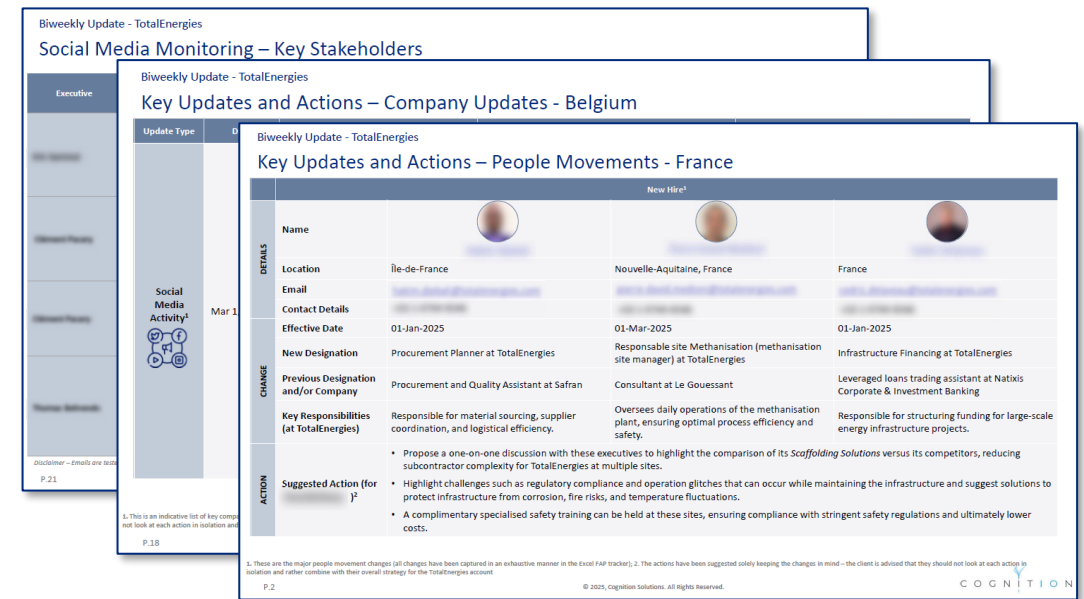 Biweekly Update - TotalEnergies
Social Media Monitoring – Key Stakeholders
Executive
Disclaimer – Emails are
P.21
Biweekly Update - TotalEnergies
Key Updates and Actions – Company Updates - Belgium
Update Type
Social
Media
Activity¹
Mar 1
1. This is an indicative list of key
not look at each action in isolation and
P.18
Biweekly Update - TotalEnergies
Key Updates and Actions – People Movements - France
New Hire¹
DETAILS
Name
Location
Île-de-France
Nouvelle-Aquitaine, France
France
Email
Contact Details
CHANGE
Effective Date
01-Jan-2025
01-Mar-2025
01-Jan-2025
New Designation
Procurement Planner at TotalEnergies
Responsable site Methanisation (methanisation
site manager) at TotalEnergies
Infrastructure Financing at TotalEnergies
Previous Designation
and/or Company
Procurement and Quality Assistant at Safran
Consultant at Le Gouessant
Leveraged loans trading assistant at Natixis
Corporate & Investment Banking
Key Responsibilities
(at TotalEnergies)
Responsible for material sourcing, supplier
coordination, and logistical efficiency.
Oversees daily operations of the methanisation
plant, ensuring optimal process efficiency and
safety.
Responsible for structuring funding for large-scale
energy infrastructure projects.
ACTION
Suggested Action (for
)²
• Propose a one-on-one discussion with these executives to highlight the comparison of its Scaffolding Solutions versus its competitors, reducing
subcontractor complexity for TotalEnergies at multiple sites.
• Highlight challenges such as regulatory compliance and operation glitches that can occur while maintaining the infrastructure and suggest solutions to
protect infrastructure from corrosion, fire risks, and temperature fluctuations.
• A complimentary specialised safety training can be held at these sites, ensuring compliance with stringent safety regulations and ultimately lower
costs.
1. These are the major people movement changes (all changes have been captured in an exhaustive manner in the Excel FAP tracker); 2. The actions have been suggested solely keeping the changes in mind – the client is advised that they should not look at each action in
isolation and rather combine with their overall strategy for the TotalEnergies account
P.2
© 2025, Cognition Solutions. All Rights Reserved.
COGNITION